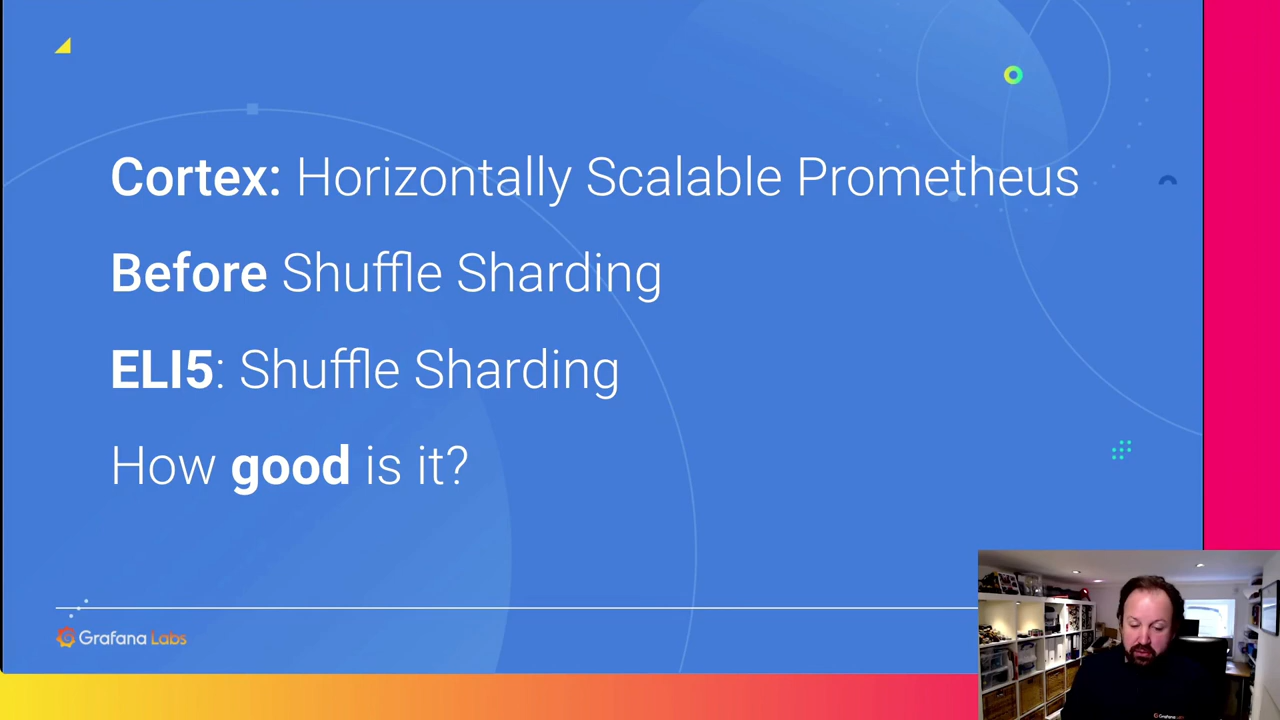 Cortex: Horizontally Scalable Prometheus
Before Shuffle Sharding
ELI5: Shuffle Sharding
How good is it?
Grafana Labs